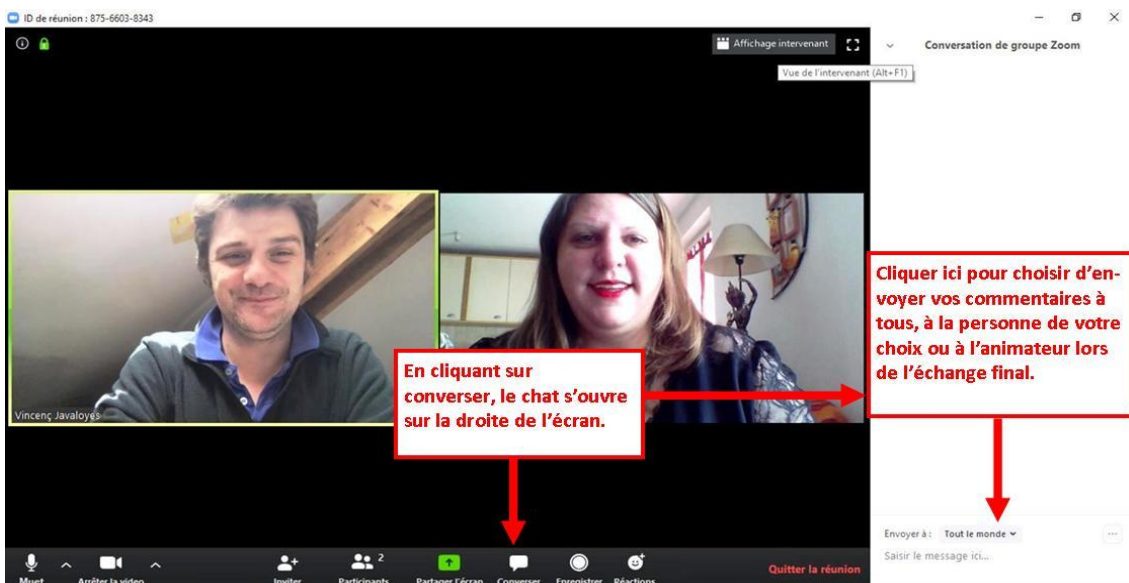 ID de réunion : 875-6603-8343
Affichage intervenant
Conversation de groupe Zoom
Vue de l'intervenant (Alt+F1)
Cliquer ici pour choisir d'en-
voyer vos commentaires à
tous, à la personne de votre
choix ou à l'animateur lors
de l'échange final.
En cliquant sur
converser, le chat s'ouvre
sur la droite de l'écran.
Vincenç Javaloyes
Envoyer à : Tout le monde
Saisir le message ici...
2
Muet Arrêter la video Inviter Participants Partager l'écran Converser Enregistrer Réactions
Quitter la réunion